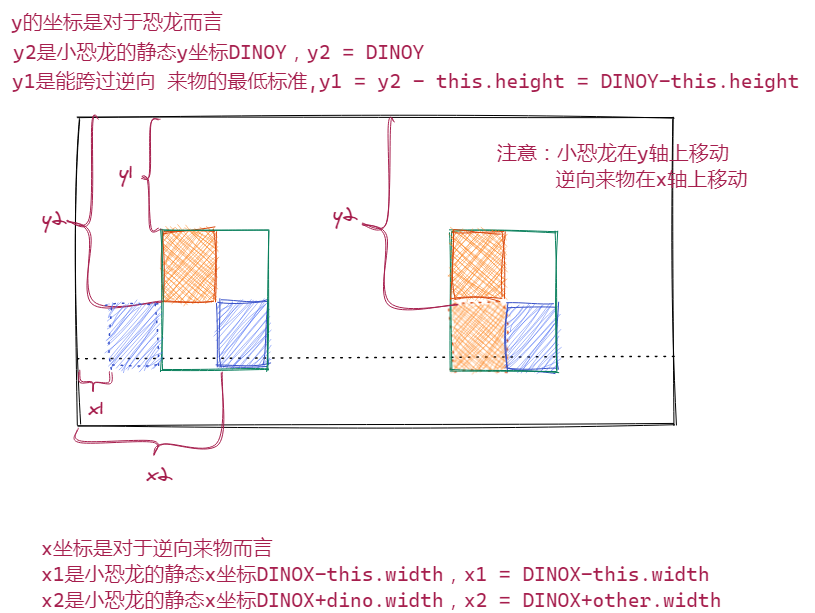 y的坐标是对于恐龙而言
y2是小恐龙的静态y坐标DINOY，y2 = DINOY
y1是能跨过逆向 来物的最低标准,y1 = y2 - this.height = DINOY-this.height
注意：小恐龙在y轴上移动
逆向来物在x轴上移动
y1
y2
y2
x1
x2
x坐标是对于逆向来物而言
x1是小恐龙的静态x坐标DINOX-this.width，x1 = DINOX-this.width
x2是小恐龙的静态x坐标DINOX+dino.width，x2 = DINOX+other.width